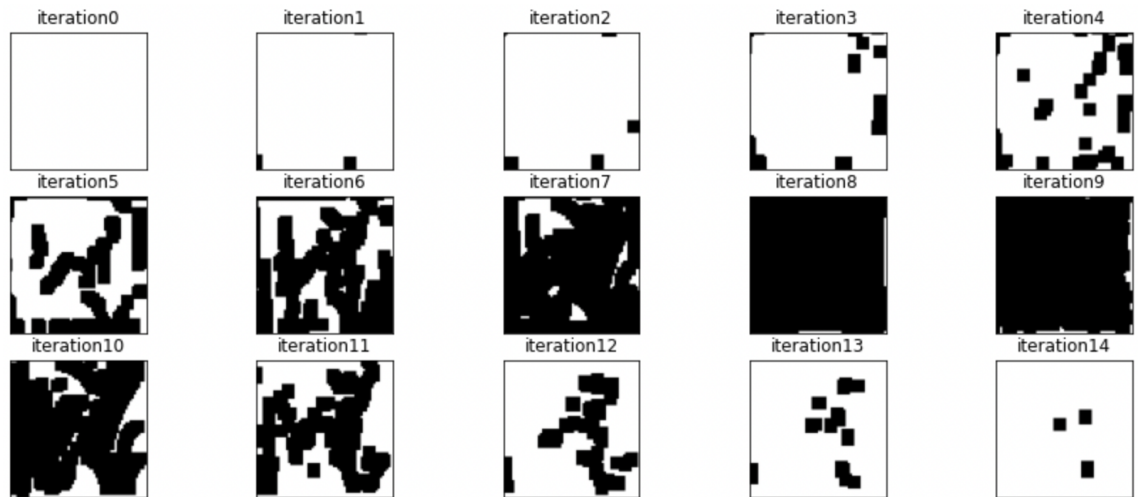 iteration0 iteration1 iteration2 iteration3 iteration4
iteration5 iteration6 iteration7 iteration8 iteration9
iteration10 iteration11 iteration12 iteration13 iteration14